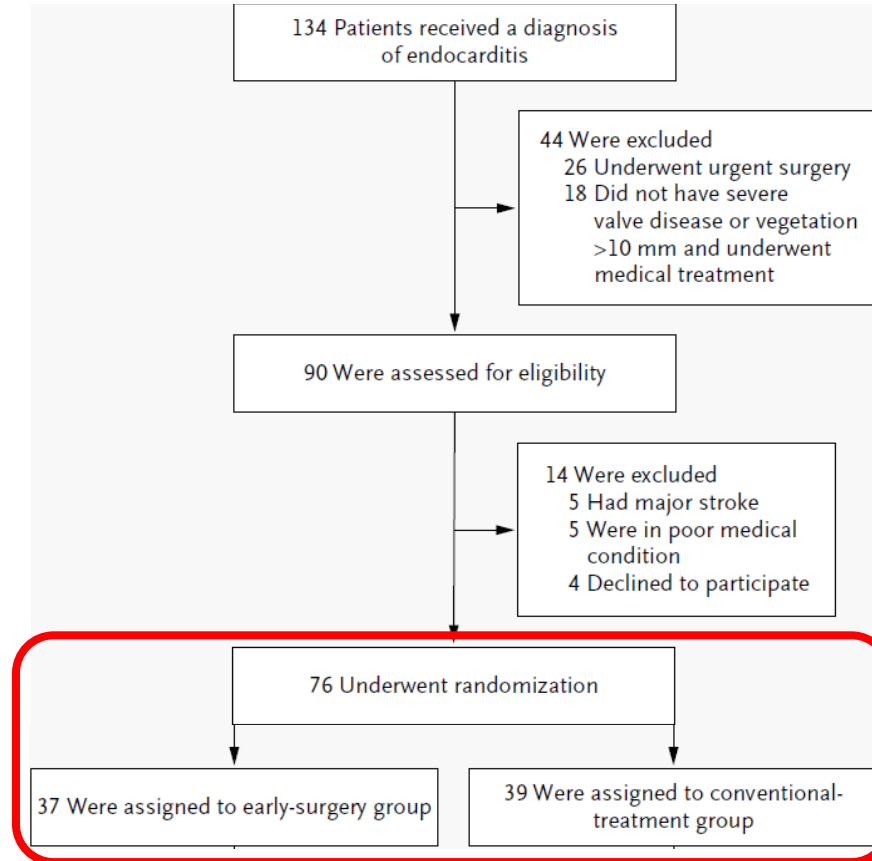 134 Patients received a diagnosis
of endocarditis
44 Were excluded
26 Underwent urgent surgery
18 Did not have severe
valve disease or vegetation
>10 mm and underwent
medical treatment
90 Were assessed for eligibility
14 Were excluded
5 Had major stroke
5 Were in poor medical
condition
4 Declined to participate
76 Underwent randomization
37 Were assigned to early-surgery group
39 Were assigned to conventional-
treatment group